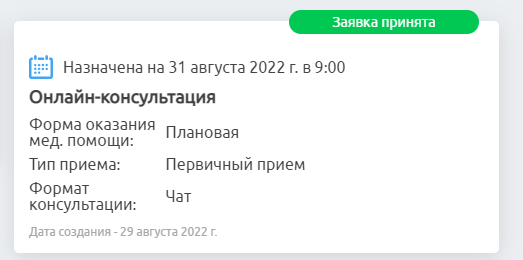 Заявка принята
Назначена на 31 августа 2022 г. в 9:00
Онлайн-консультация
Форма оказания
мед. помощи:
Плановая
Тип приема:
Первичный прием
Формат
консультации:
Чат
Дата создания - 29 августа 2022 г.